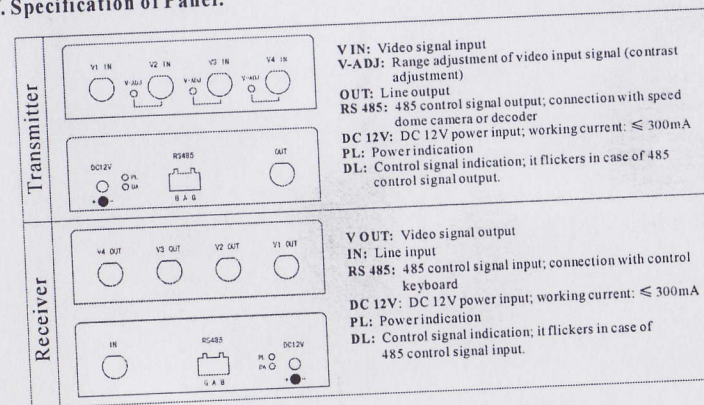 . Specification of Panel:
Transmitter
V1 IN V2 IN V3 IN V4 IN
V-ADJ V-ADJ V-ADJ
DC12V PL RS485 OUT
+ -
B A G
V IN: Video signal input
V-ADJ: Range adjustment of video input signal (contrast
adjustment)
OUT: Line output
RS 485: 485 control signal output; connection with speed
dome camera or decoder
DC 12V: DC 12V power input; working current: ≤ 300mA
PL: Power indication
DL: Control signal indication; it flickers in case of 485
control signal output.
Receiver
V4 OUT V3 OUT V2 OUT V1 OUT
IN RS485 DC12V
PL
G A B
+ -
V OUT: Video signal output
IN: Line input
RS 485: 485 control signal input; connection with control
keyboard
DC 12V: DC 12V power input; working current: ≤ 300mA
PL: Power indication
DL: Control signal indication; it flickers in case of
485 control signal input.